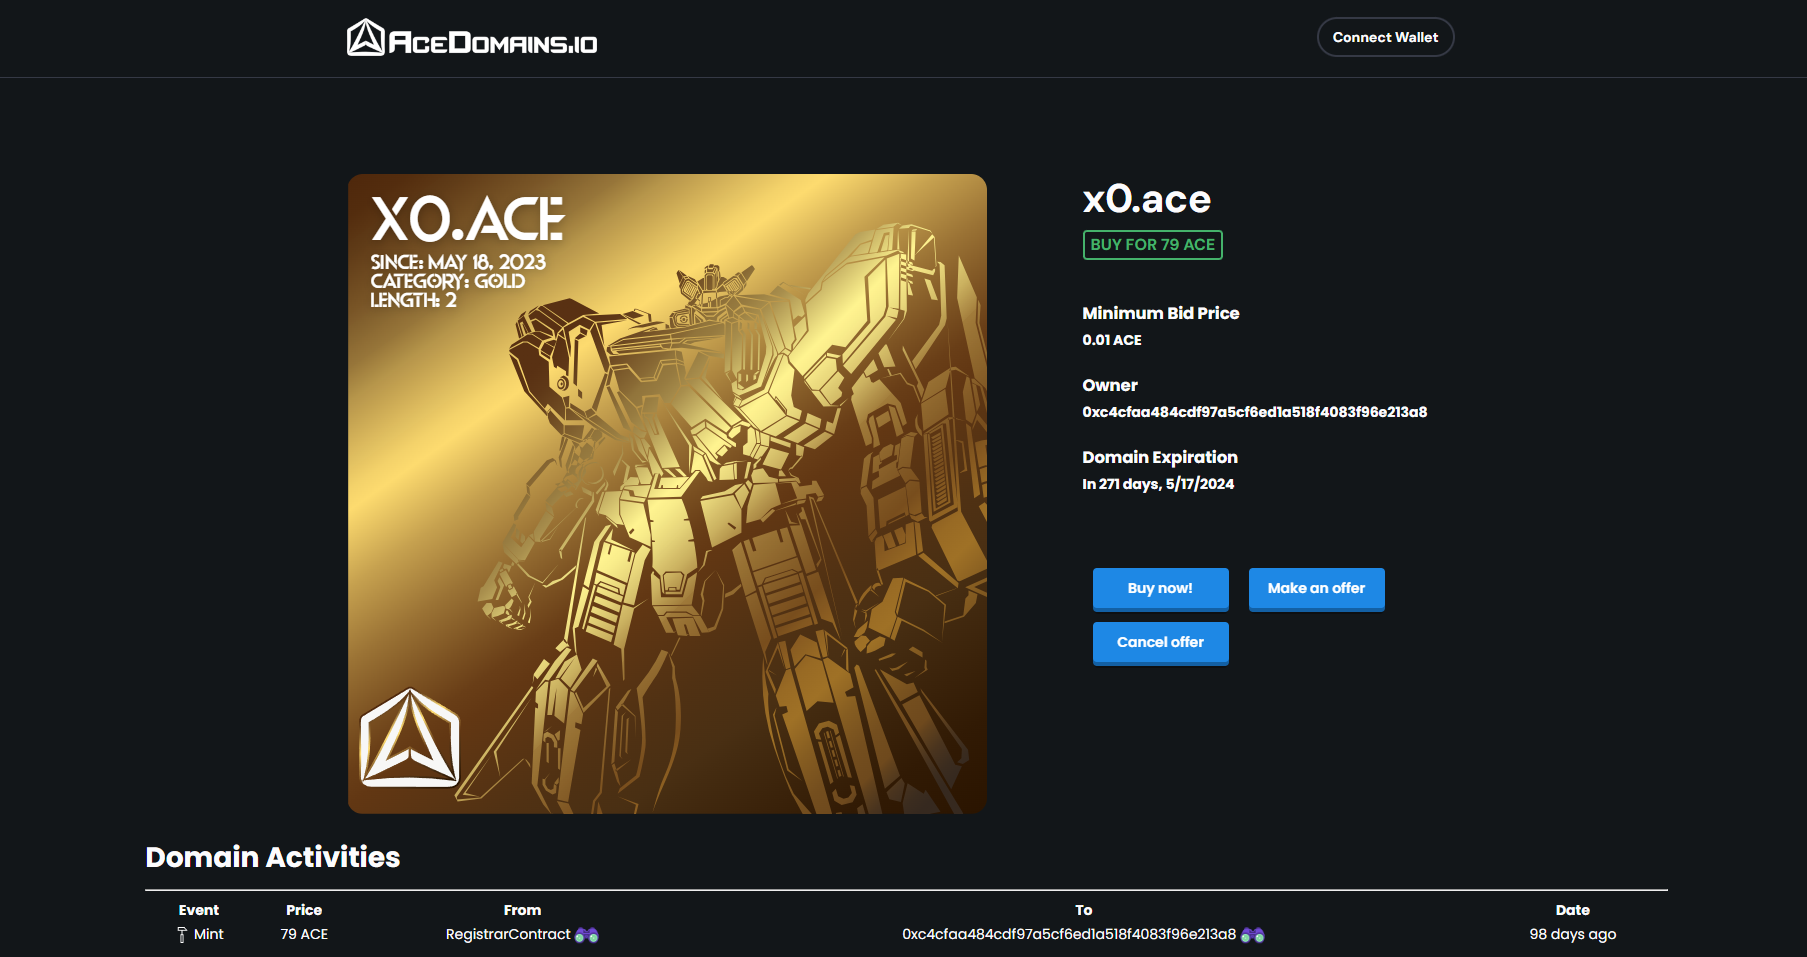 AceDomains.io
Connect Wallet
X0.ACE
SINCE: MAY 18, 2023
CATEGORY: GOLD
LENGTH: 2
x0.ace
BUY FOR 79 ACE
Minimum Bid Price
0.01 ACE
Owner
0xc4cfaa484cdf97a5cf6ed1a518f4083f96e213a8
Domain Expiration
In 271 days, 5/17/2024
Buy now! Make an offer
Cancel offer
Domain Activities
Event Price From To Date
Mint 79 ACE RegistrarContract 0xc4cfaa484cdf97a5cf6ed1a518f4083f96e213a8 98 days ago